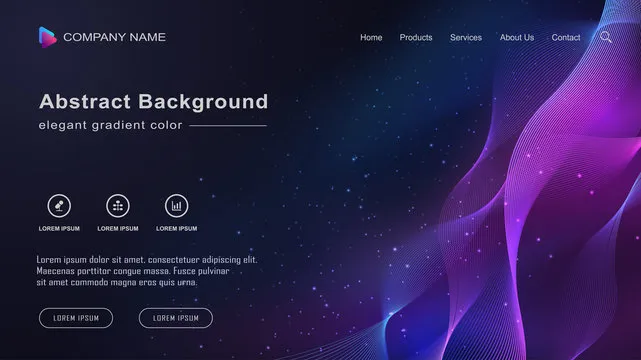 COMPANY NAME
Home Products Services About Us Contact
Abstract Background
elegant gradient color
LOREM IPSUM LOREM IPSUM LOREM IPSUM
Lorem ipsum dolor sit amet, consectetuer adipiscing elit.
Maecenas porttitor congue massa. Fusce posuere, pulvinar
sit amet commodo magna eros quis urna.
LOREM IPSUM LOREM IPSUM